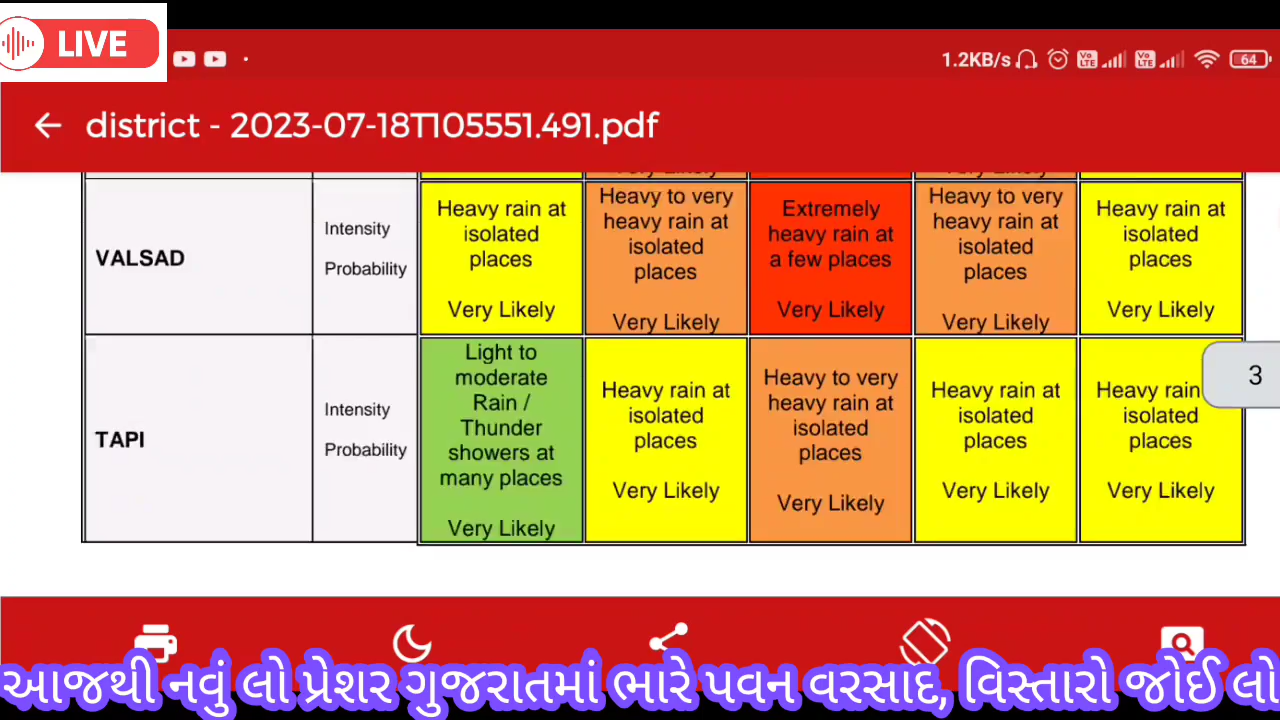 LIVE
1.2KB/s
Vo LTE
Vo LTE
64
district - 2023-07-18T105551.491.pdf
VALSAD
Intensity
Probability
Heavy rain at
isolated
places
Very Likely
Heavy to very
heavy rain at
isolated
places
Very Likely
Extremely
heavy rain at
a few places
Very Likely
Heavy to very
heavy rain at
isolated
places
Very Likely
Heavy rain at
isolated
places
Very Likely
TAPI
Intensity
Probability
Light to
moderate
Rain /
Thunder
showers at
many places
Very Likely
Heavy rain at
isolated
places
Very Likely
Heavy to very
heavy rain at
isolated
places
Very Likely
Heavy rain at
isolated
places
Very Likely
Heavy rain
isolated
places
Very Likely
3
આજથી નવું લો પ્રેશર ગુજરાતમાં ભારે પવન વરસાદ, વિસ્તારો જોઈ લો